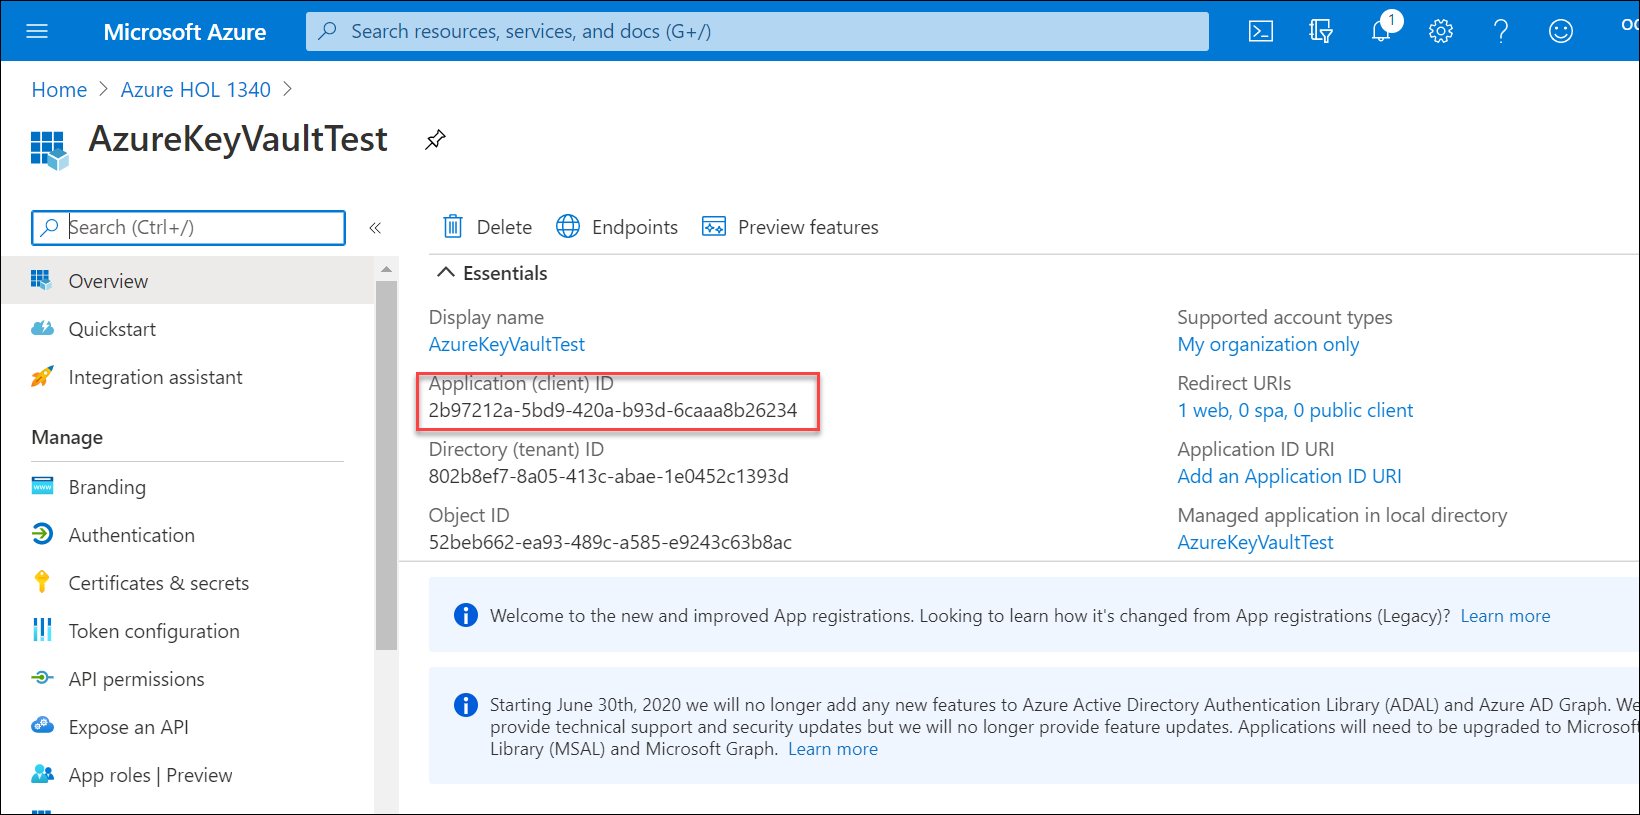 Microsoft Azure
Search resources, services, and docs (G+/)
1
Home > Azure HOL 1340 >
AzureKeyVaultTest
Search (Ctrl+/)
«
Overview
Quickstart
Integration assistant
Manage
Branding
Authentication
Certificates & secrets
Token configuration
API permissions
Expose an API
App roles | Preview
Delete
Endpoints
Preview features
Essentials
Display name
AzureKeyVaultTest
Application (client) ID
2b97212a-5bd9-420a-b93d-6caaa8b26234
Directory (tenant) ID
802b8ef7-8a05-413c-abae-1e0452c1393d
Object ID
52beb662-ea93-489c-a585-e9243c63b8ac
Supported account types
My organization only
Redirect URIs
1 web, 0 spa, 0 public client
Application ID URI
Add an Application ID URI
Managed application in local directory
AzureKeyVaultTest
Welcome to the new and improved App registrations. Looking to learn how it's changed from App registrations (Legacy)? Learn more
Starting June 30th, 2020 we will no longer add any new features to Azure Active Directory Authentication Library (ADAL) and Azure AD Graph. We
provide technical support and security updates but we will no longer provide feature updates. Applications will need to be upgraded to Microsof
Library (MSAL) and Microsoft Graph. Learn more